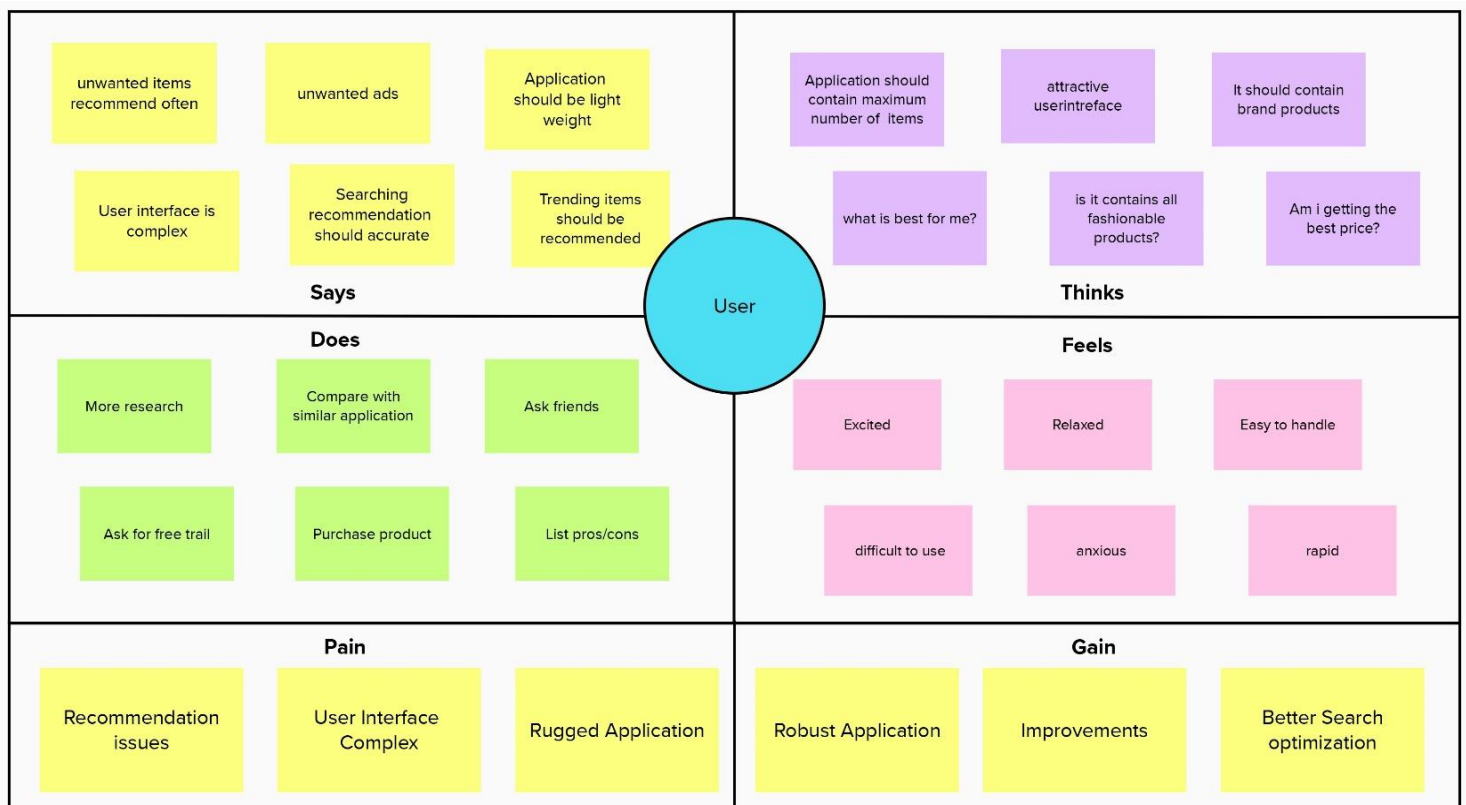 unwanted items
recommend often
unwanted ads
Application
should be light
weight
User interface is
complex
Searching
recommendation
should accurate
Trending items
should be
recommended
Says
Application should
contain maximum
number of items
attractive
userintreface
It should contain
brand products
what is best for me?
is it contains all
fashionable
products?
Am i getting the
best price?
Thinks
User
Does
More research
Compare with
similar application
Ask friends
Ask for free trail
Purchase product
List pros/cons
Feels
Excited
Relaxed
Easy to handle
difficult to use
anxious
rapid
Pain
Recommendation
issues
User Interface
Complex
Rugged Application
Gain
Robust Application
Improvements
Better Search
optimization